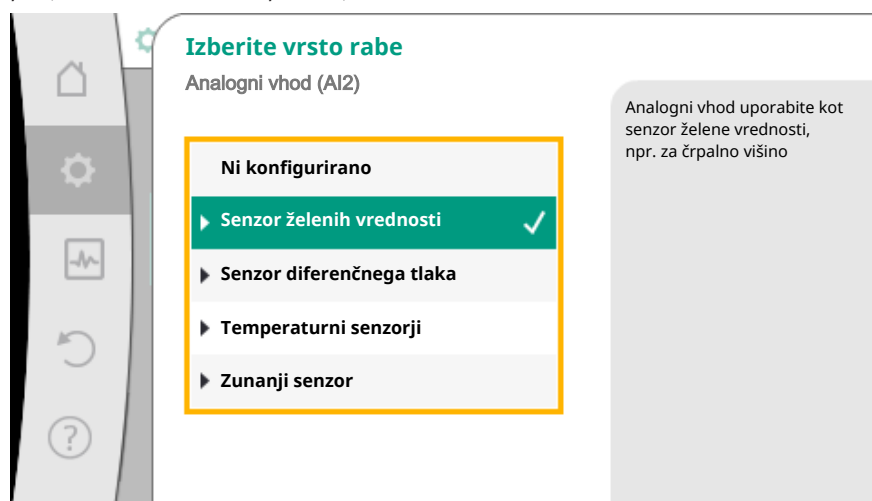 Izberite vrsto rabe
Analogni vhod (AI2)
Ni konfigurirano
Senzor želenih vrednosti
Senzor diferenčnega tlaka
Temperaturni senzorji
Zunanji senzor
Analogni vhod uporabite kot
senzor želene vrednosti,
npr. za črpalno višino